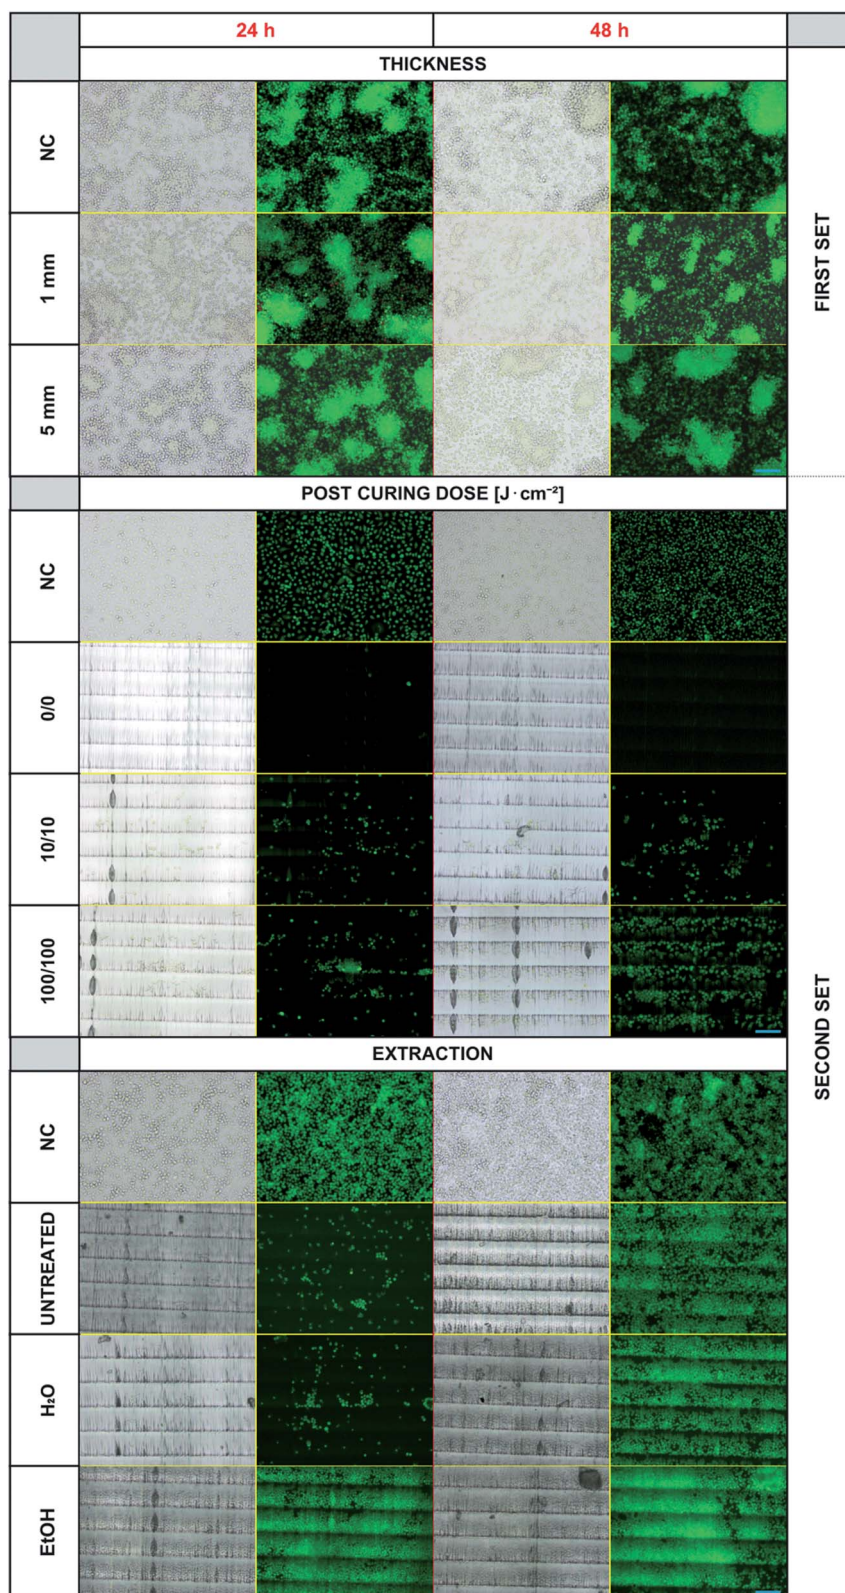 24 h
48 h
THICKNESS
NC
1 mm
5 mm
FIRST SET
POST CURING DOSE [J·cm⁻²]
NC
0/0
10/10
100/100
SECOND SET
EXTRACTION
NC
UNTREATED
H₂O
EtOH